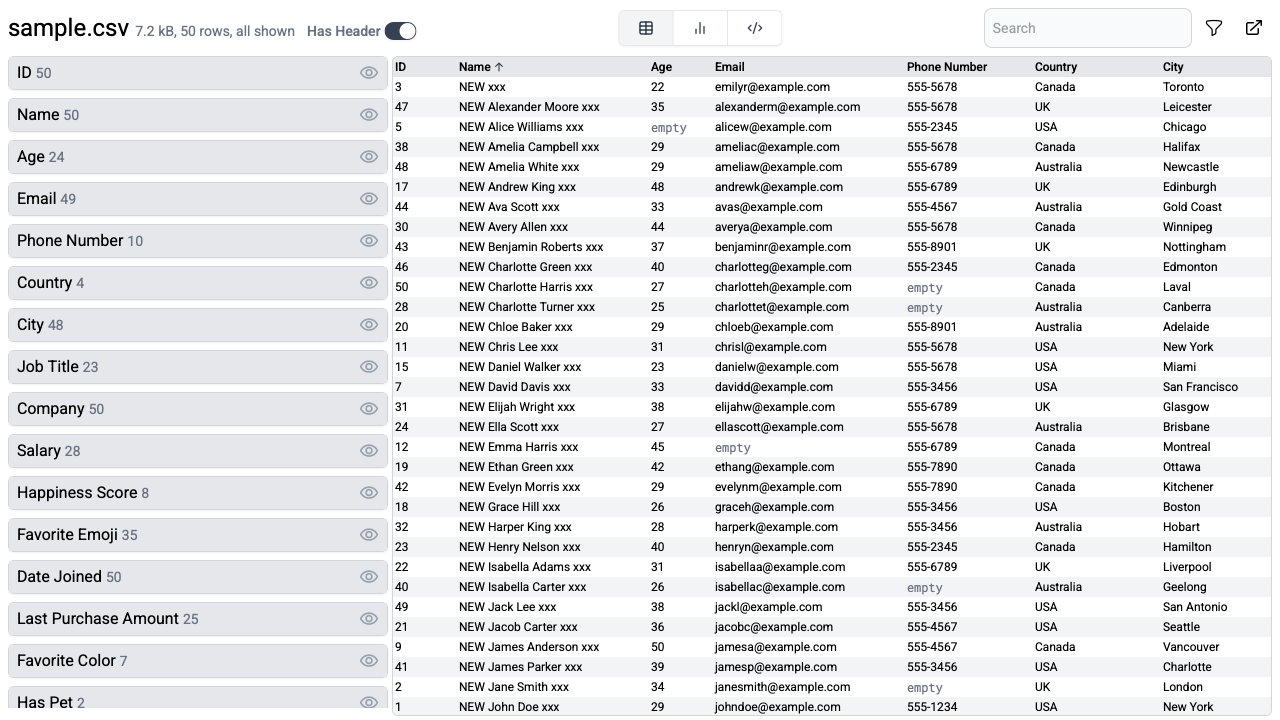 sample.csv 7.2 kB, 50 rows, all shown Has Header
Search
ID 50
Name 50
Age 24
Email 49
Phone Number 10
Country 4
City 48
Job Title 23
Company 50
Salary 28
Happiness Score 8
Favorite Emoji 35
Date Joined 50
Last Purchase Amount 25
Favorite Color 7
Has Pet 2
ID Name ↑ Age Email Phone Number Country City
3 NEW xxx 22 emilyr@example.com 555-5678 Canada Toronto
47 NEW Alexander Moore xxx 35 alexanderm@example.com 555-5678 UK Leicester
5 NEW Alice Williams xxx empty alicew@example.com 555-2345 USA Chicago
38 NEW Amelia Campbell xxx 29 ameliac@example.com 555-5678 Canada Halifax
48 NEW Amelia White xxx 29 ameliaw@example.com 555-6789 Australia Newcastle
17 NEW Andrew King xxx 48 andrewk@example.com 555-6789 UK Edinburgh
44 NEW Ava Scott xxx 33 avas@example.com 555-4567 Australia Gold Coast
30 NEW Avery Allen xxx 44 averya@example.com 555-5678 Canada Winnipeg
43 NEW Benjamin Roberts xxx 37 benjaminr@example.com 555-8901 UK Nottingham
46 NEW Charlotte Green xxx 40 charlotteg@example.com 555-2345 Canada Edmonton
50 NEW Charlotte Harris xxx 27 charlotteh@example.com empty Canada Laval
28 NEW Charlotte Turner xxx 25 charlottet@example.com empty Australia Canberra
20 NEW Chloe Baker xxx 29 chloeb@example.com 555-8901 Australia Adelaide
11 NEW Chris Lee xxx 31 chrisl@example.com 555-5678 USA New York
15 NEW Daniel Walker xxx 23 danielw@example.com 555-5678 USA Miami
7 NEW David Davis xxx 33 davidd@example.com 555-3456 USA San Francisco
31 NEW Elijah Wright xxx 38 elijahw@example.com 555-6789 UK Glasgow
24 NEW Ella Scott xxx 27 ellascott@example.com 555-5678 Australia Brisbane
12 NEW Emma Harris xxx 45 empty 555-6789 Canada Montreal
19 NEW Ethan Green xxx 42 ethang@example.com 555-7890 Canada Ottawa
42 NEW Evelyn Morris xxx 29 evelynm@example.com 555-7890 Canada Kitchener
18 NEW Grace Hill xxx 26 graceh@example.com 555-3456 USA Boston
32 NEW Harper King xxx 28 harperk@example.com 555-3456 Australia Hobart
23 NEW Henry Nelson xxx 40 henryn@example.com 555-2345 Canada Hamilton
22 NEW Isabella Adams xxx 31 isabellaa@example.com 555-6789 UK Liverpool
40 NEW Isabella Carter xxx 26 isabellac@example.com empty Australia Geelong
49 NEW Jack Lee xxx 38 jackl@example.com 555-3456 USA San Antonio
21 NEW Jacob Carter xxx 36 jacobc@example.com 555-4567 USA Seattle
9 NEW James Anderson xxx 50 jamesa@example.com 555-4567 Canada Vancouver
41 NEW James Parker xxx 39 jamesp@example.com 555-3456 USA Charlotte
2 NEW Jane Smith xxx 34 janesmith@example.com empty UK London
1 NEW John Doe xxx 29 johndoe@example.com 555-1234 USA New York